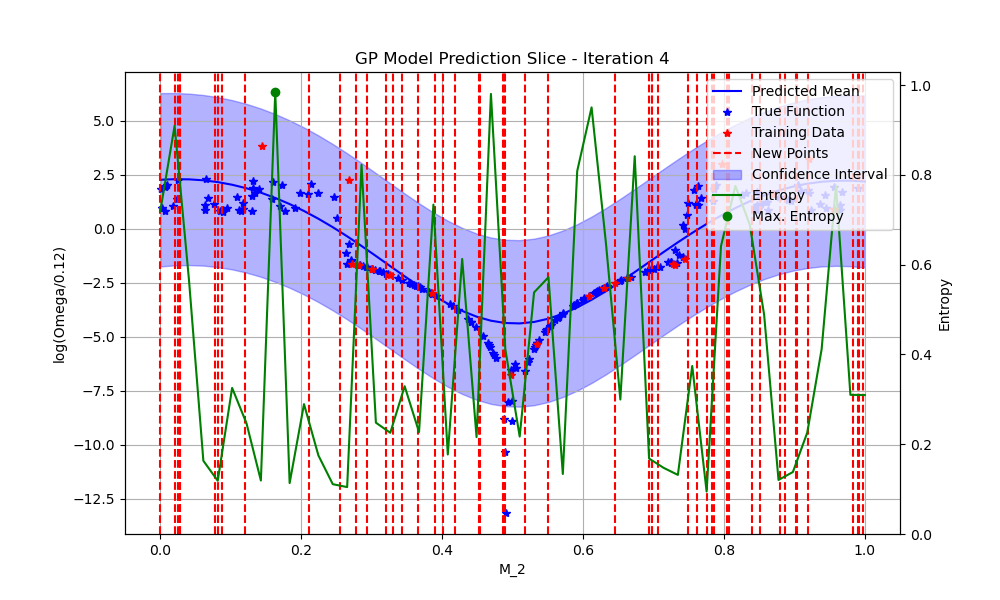 GP Model Prediction Slice - Iteration 4
Predicted Mean
True Function
Training Data
New Points
Confidence Interval
Entropy
Max. Entropy
log(Omega/0.12)
5.0
2.5
0.0
−2.5
−5.0
−7.5
−10.0
−12.5
0.0 0.2 0.4 0.6 0.8 1.0
M_2
1.0
0.8
0.6
0.4
0.2
0.0
Entropy